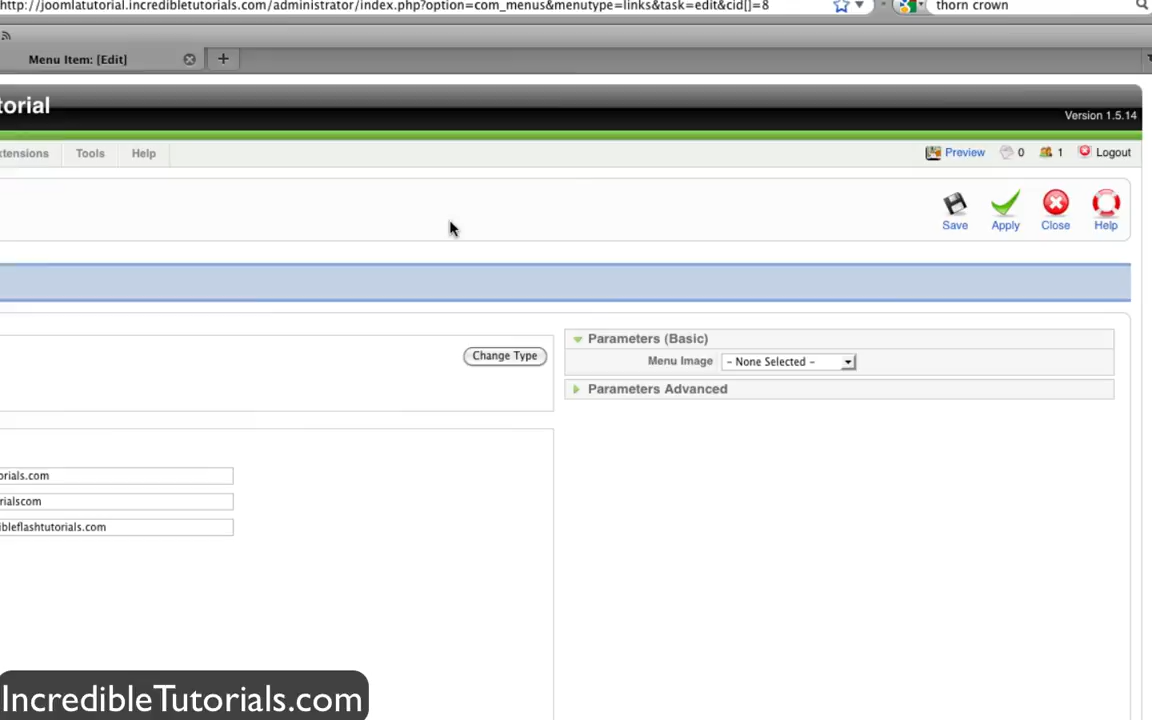 http://joomlatutorial.incredibletutorials.com/administrator/index.php?option=com_menus&menutype=links&task=edit&cid[]=8
thorn crown
Menu Item: [Edit]
torial
Version 1.5.14
xtensions Tools Help Preview 0 1 Logout
Save Apply Close Help
Parameters (Basic)
Change Type
Menu Image - None Selected -
Parameters Advanced
orials.com
rialscom
ibleflashtutorials.com
IncredibleTutorials.com